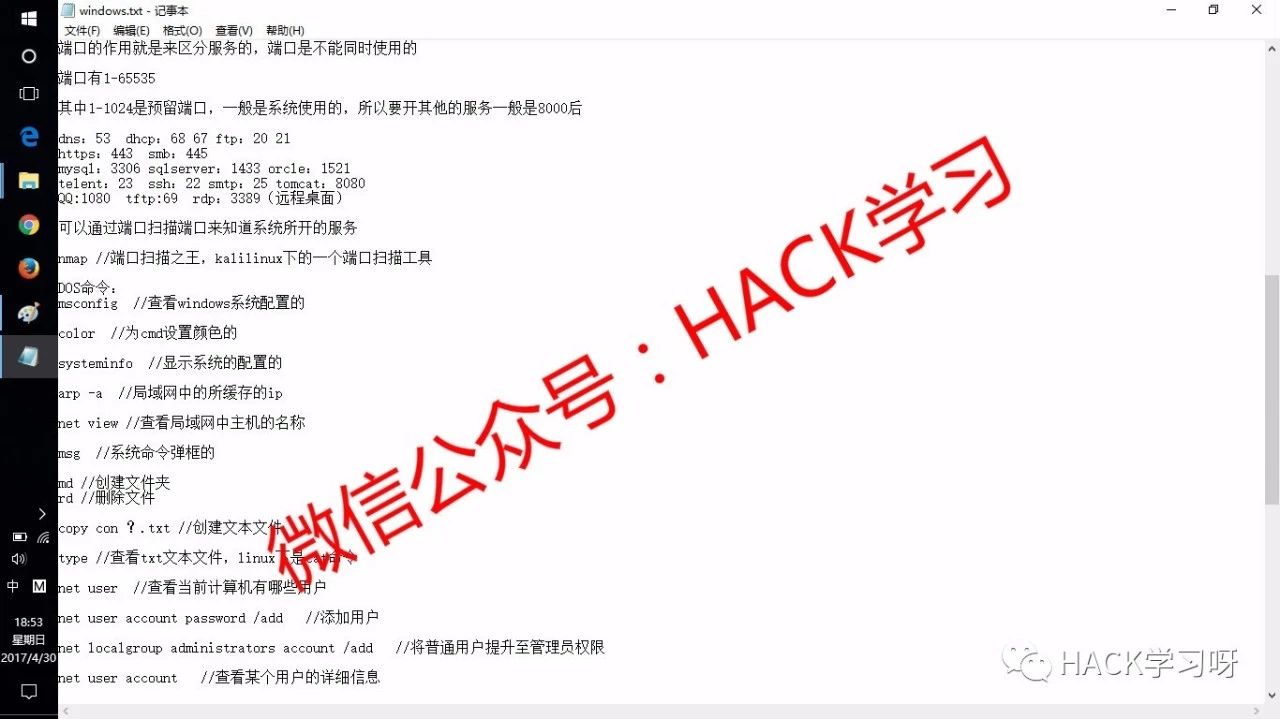 windows.txt - 记事本
文件(F) 编辑(E) 格式(O) 查看(V) 帮助(H)
端口的作用就是来区分服务的，端口是不能同时使用的
端口有1-65535
其中1-1024是预留端口，一般是系统使用的，所以要开其他的服务一般是8000后
dns：53 dhcp：68 67 ftp：20 21
https：443 smb：445
mysql：3306 sqlserver：1433 orcle：1521
telent：23 ssh：22 smtp：25 tomcat：8080
QQ:1080 tftp:69 rdp：3389（远程桌面）
可以通过端口扫描端口来知道系统所开的服务
nmap //端口扫描之王，kalilinux下的一个端口扫描工具
DOS命令：
msconfig //查看windows系统配置的
color //为cmd设置颜色的
systeminfo //显示系统的配置的
arp -a //局域网中的所缓存的ip
net view //查看局域网中主机的名称
msg //系统命令弹框的
md //创建文件夹
rd //删除文件
copy con ？.txt //创建文本文件
type //查看txt文本文件，linux下是cat命令
net user //查看当前计算机有哪些用户
net user account password /add //添加用户
net localgroup administrators account /add //将普通用户提升至管理员权限
net user account //查看某个用户的详细信息
微信公众号：HACK学习
HACK学习呀
中 M
18:53
星期日
2017/4/30